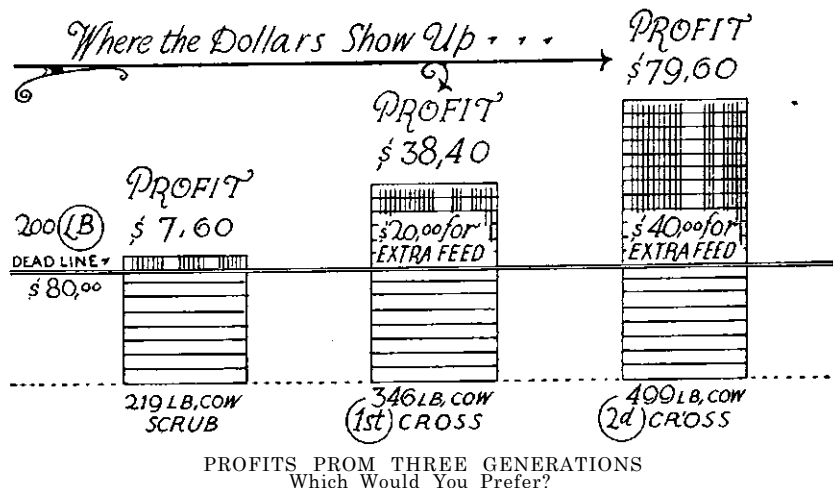 Where the Dollars Show Up . . .
PROFIT
$79,60
PROFIT
$38,40
PROFIT
$7.60
200 LB
DEAD LINE
$80,00
$20,00 for
EXTRA FEED
$40,00 for
EXTRA FEED
219 LB, COW
SCRUB
346 LB, COW
1st CROSS
499 LB, COW
2d CROSS
PROFITS PROM THREE GENERATIONS
Which Would You Prefer?